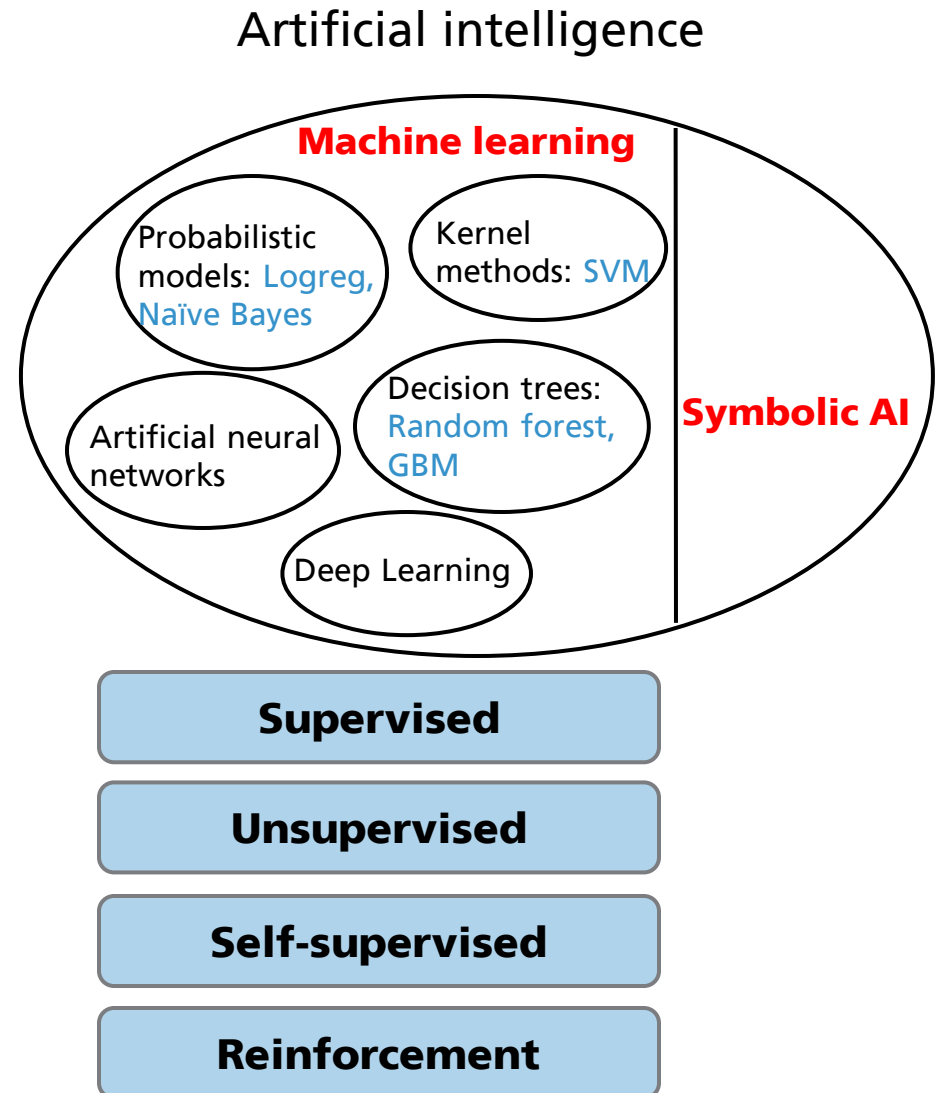 Artificial intelligence
Machine learning
Probabilistic
models: Logreg,
Naïve Bayes
Kernel
methods: SVM
Artificial neural
networks
Decision trees:
Random forest,
GBM
Deep Learning
Symbolic AI
Supervised
Unsupervised
Self-supervised
Reinforcement